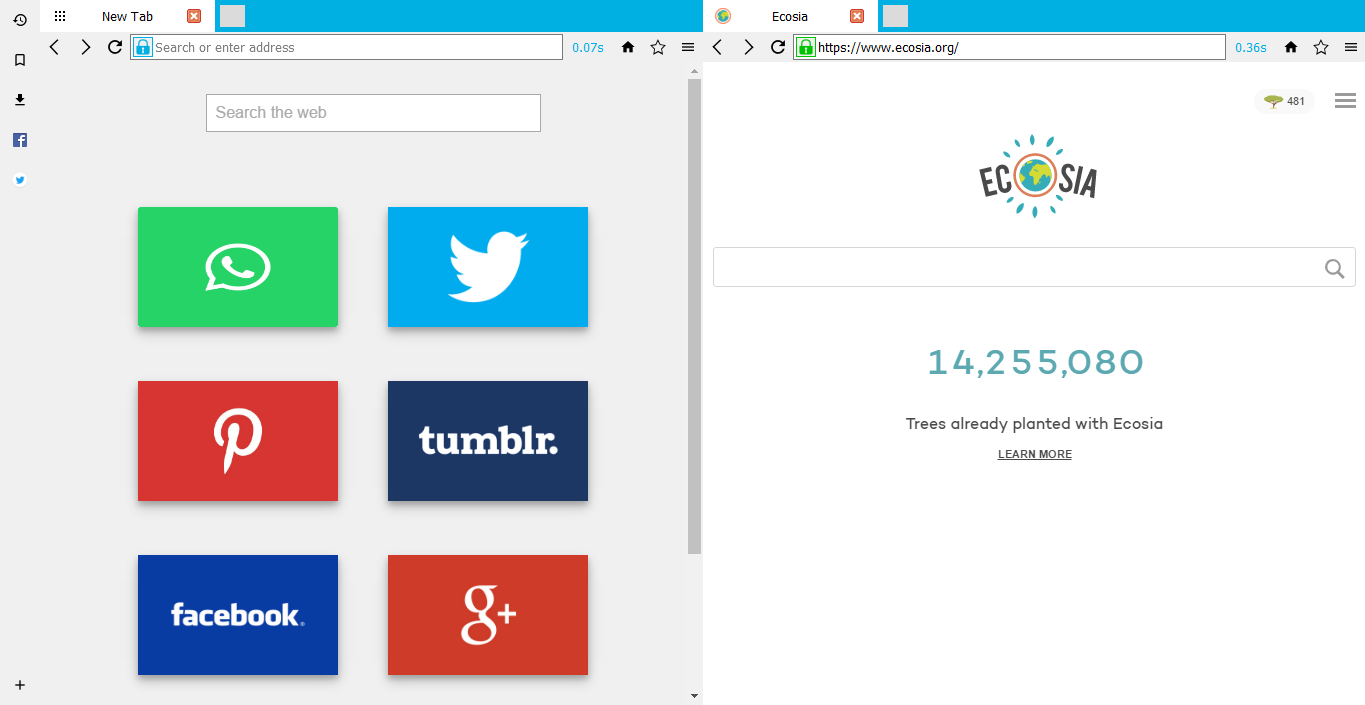 New Tab
Search or enter address
0.07s
Search the web
tumblr.
facebook
g+
Ecosia
https://www.ecosia.org/
0.36s
481
ECOSIA
14,255,080
Trees already planted with Ecosia
LEARN MORE